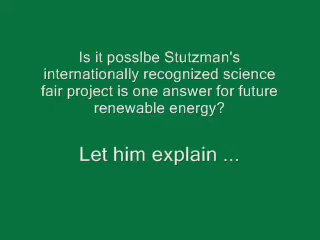 Is it posslbe Stutzman's
internationally recognized science
fair project is one answer for future
renewable energy?
Let him explain ...